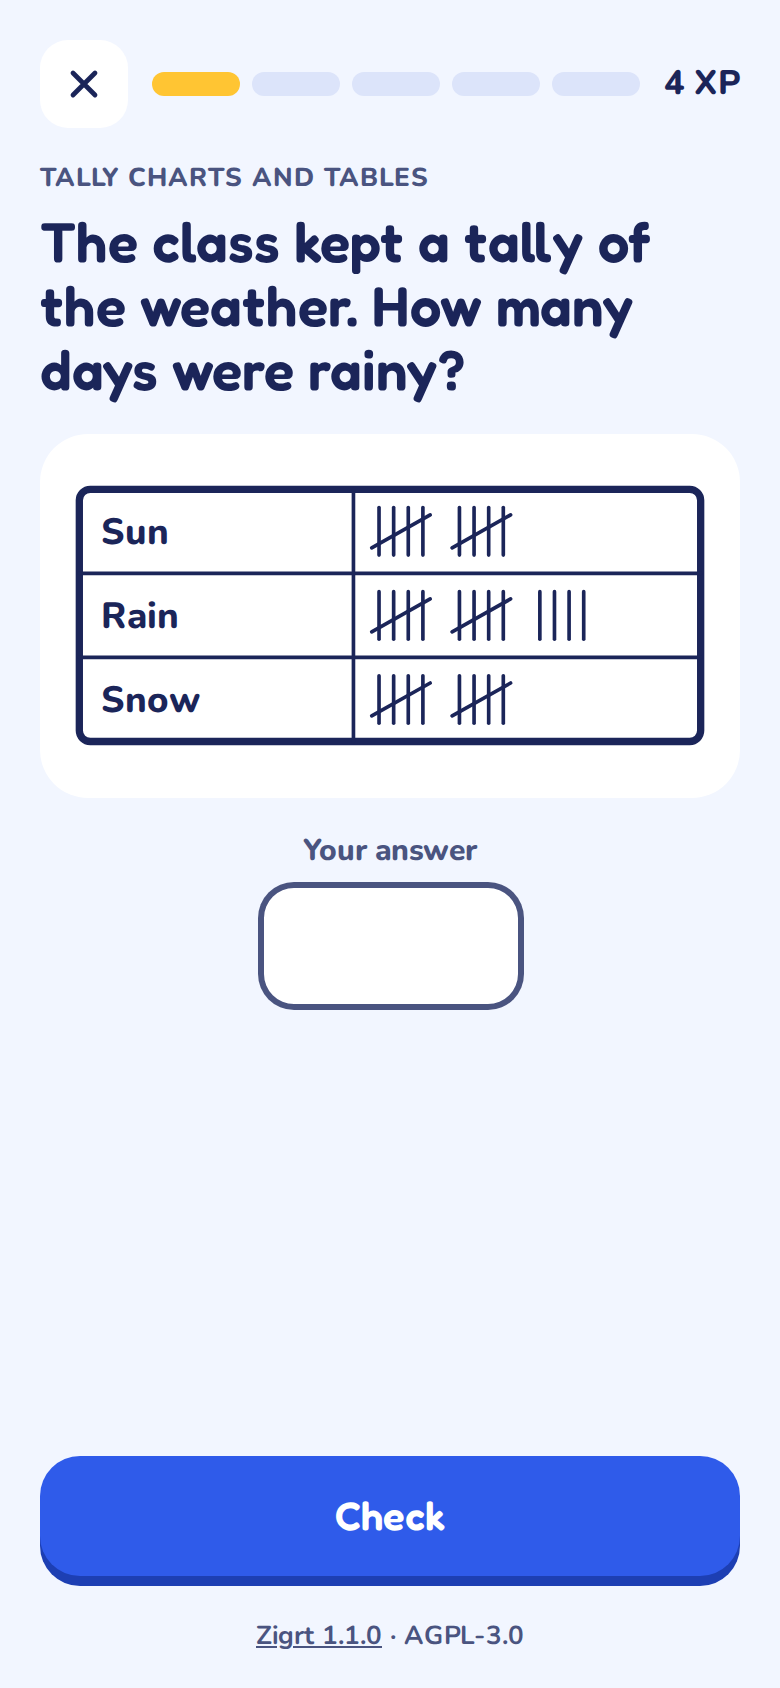 4 XP
TALLY CHARTS AND TABLES
The class kept a tally of
the weather. How many
days were rainy?
Sun
Rain
Snow
Your answer
Check
Zigrt 1.1.0 · AGPL-3.0